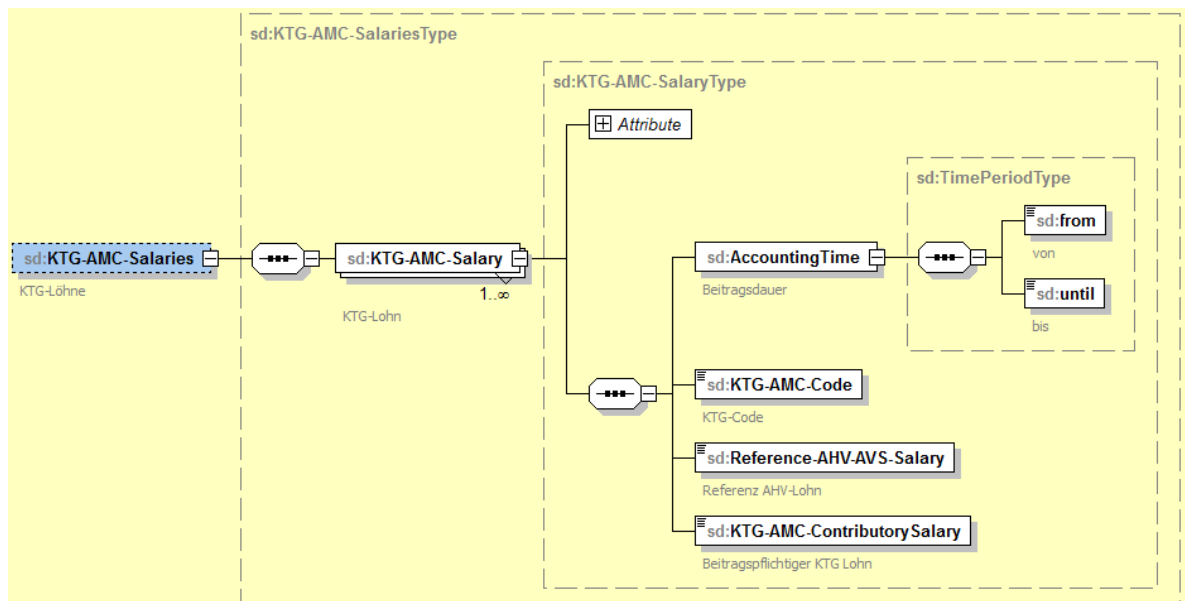 sd:KTG-AMC-SalariesType
sd:KTG-AMC-SalaryType
Attribute
sd:TimePeriodType
sd:from
von
sd:KTG-AMC-Salaries
KTG-Löhne
sd:KTG-AMC-Salary
1..∞
KTG-Lohn
sd:AccountingTime
Beitragsdauer
sd:until
bis
sd:KTG-AMC-Code
KTG-Code
sd:Reference-AHV-AVS-Salary
Referenz AHV-Lohn
sd:KTG-AMC-ContributorySalary
Beitragspflichtiger KTG Lohn